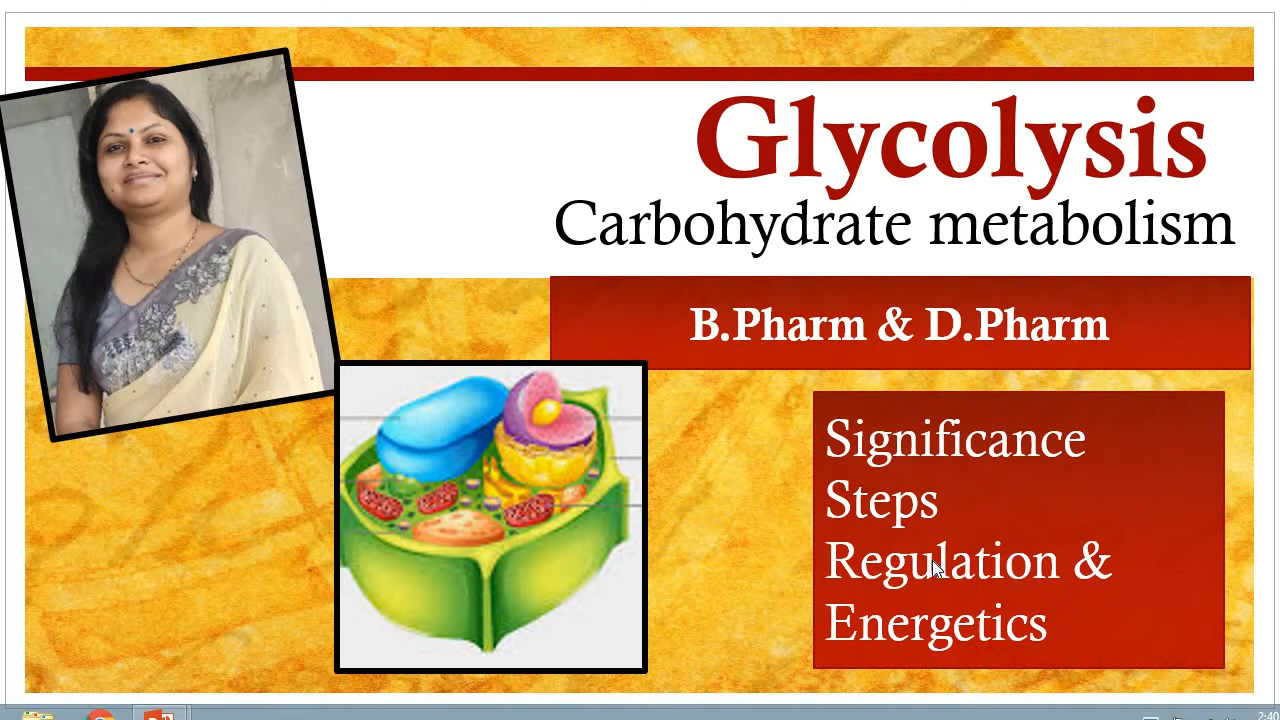 Glycolysis
Carbohydrate metabolism
B.Pharm & D.Pharm
Significance
Steps
Regulation &
Energetics